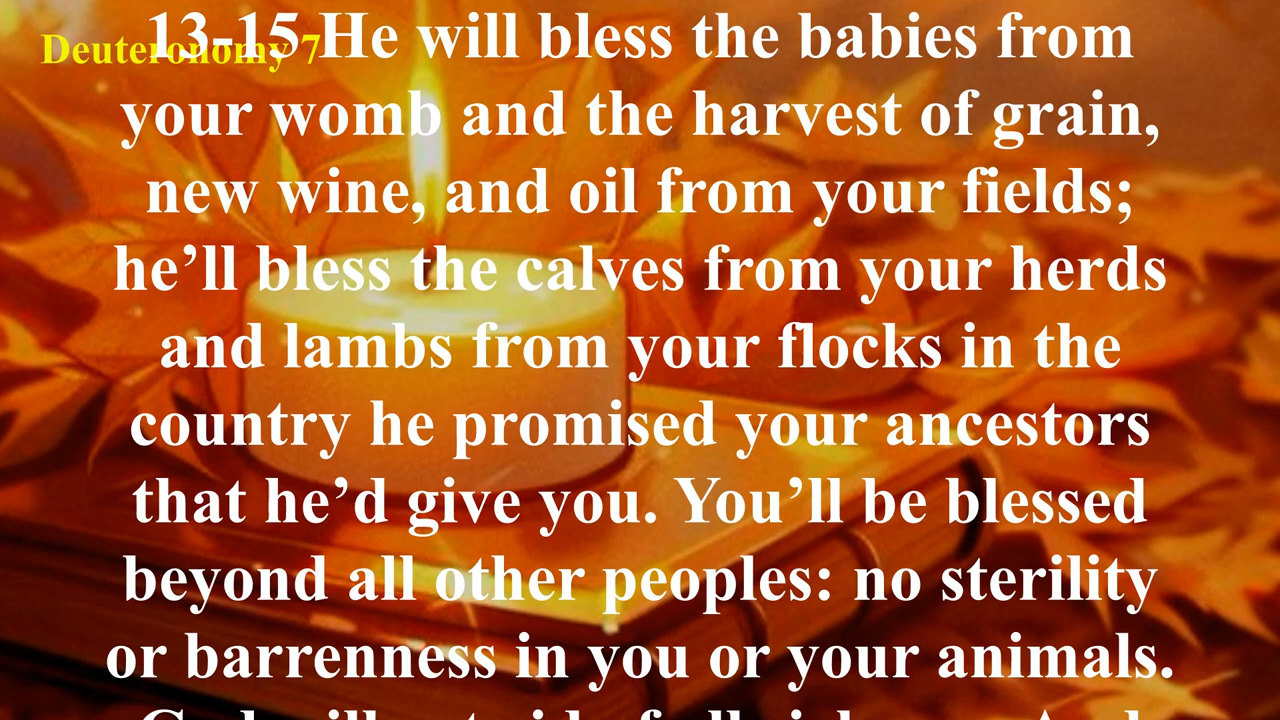 Deuteronomy 7
13-15 He will bless the babies from
your womb and the harvest of grain,
new wine, and oil from your fields;
he’ll bless the calves from your herds
and lambs from your flocks in the
country he promised your ancestors
that he’d give you. You’ll be blessed
beyond all other peoples: no sterility
or barrenness in you or your animals.